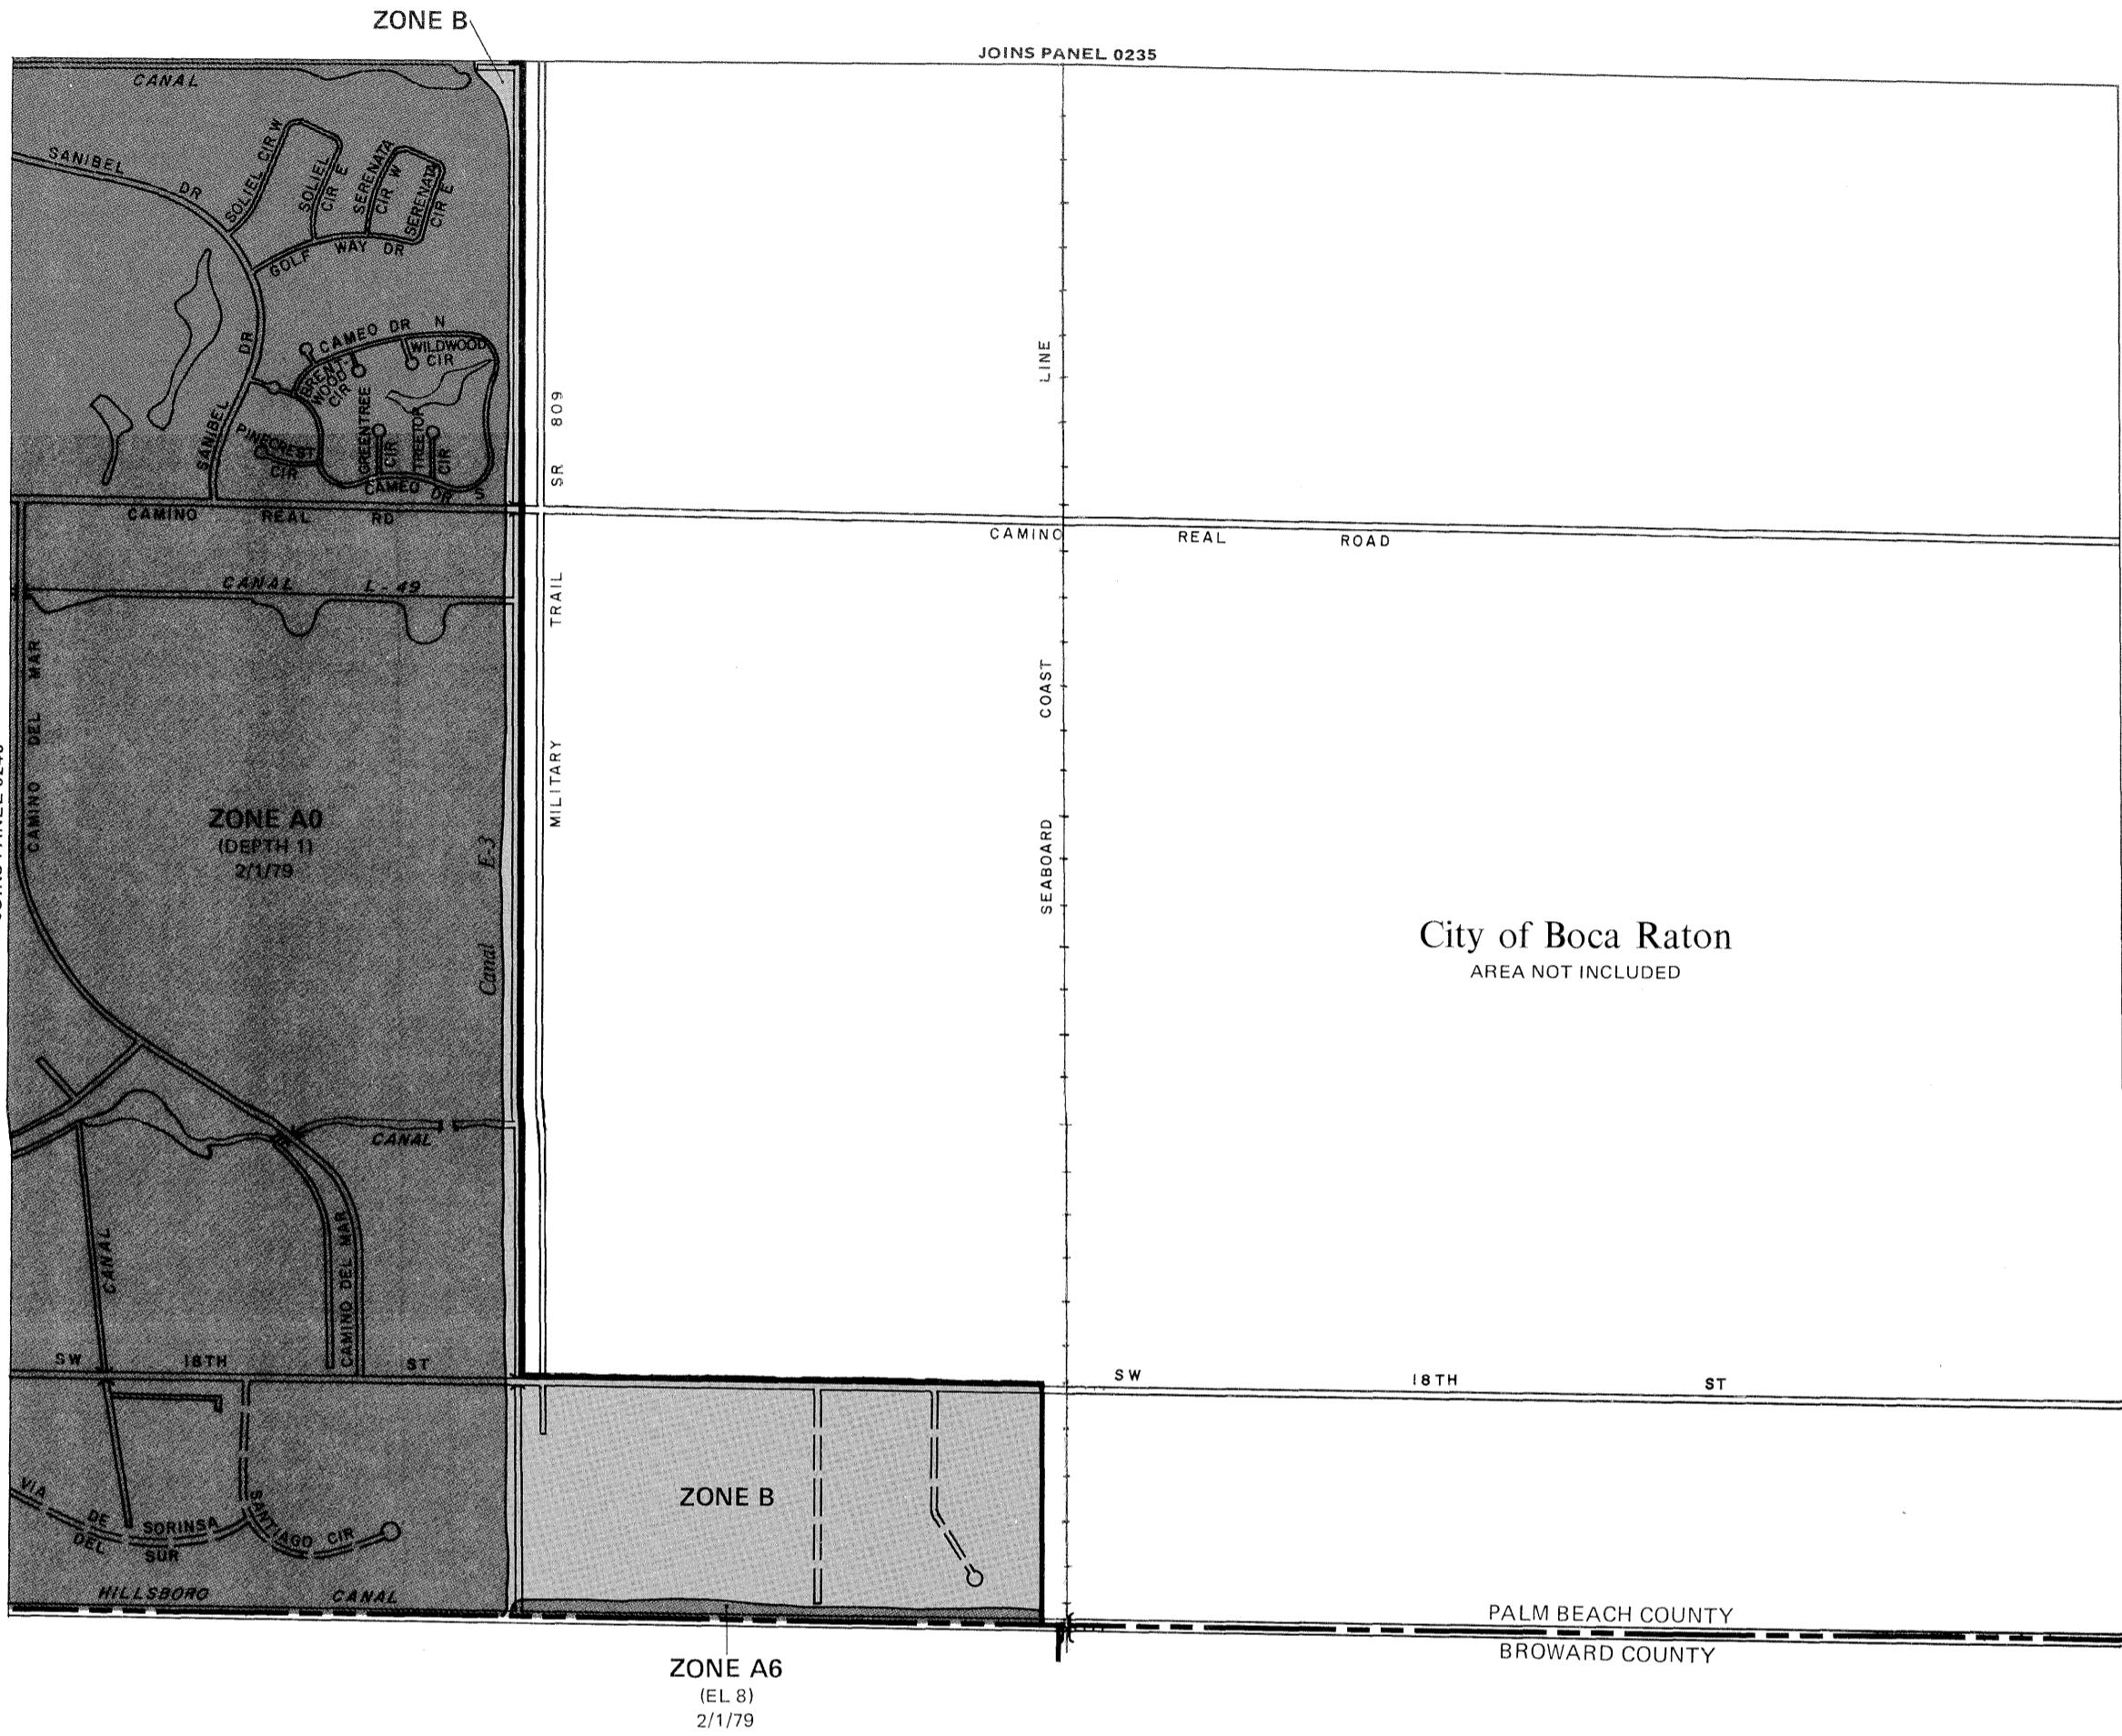 ZONE B
JOINS PANEL 0235
CANAL
SANIBEL DR
SOLIEL CIR W
SOLIEL CIR E
SERENATA CIR W
SERENATA CIR E
GOLF WAY DR
SANIBEL DR
CAMEO DR N
WILDWOOD CIR
BRENT-
WOOD
CIR
GREENTREE CIR
TREETOP CIR
PINECREST
CIR
CAMEO DR S
SR 809
LINE
CAMINO REAL RD
CAMINO REAL ROAD
CANAL L-49
MILITARY TRAIL
SEABOARD COAST
CAMINO DEL MAR
ZONE A0
(DEPTH 1)
2/1/79
Canal E-3
City of Boca Raton
AREA NOT INCLUDED
CANAL
CANAL
CAMINO DEL MAR
SW 18TH ST
SW 18TH ST
ZONE B
VIA DE SORINSA
DEL SUR
SANTIAGO CIR
HILLSBORO CANAL
PALM BEACH COUNTY
BROWARD COUNTY
ZONE A6
(EL 8)
2/1/79